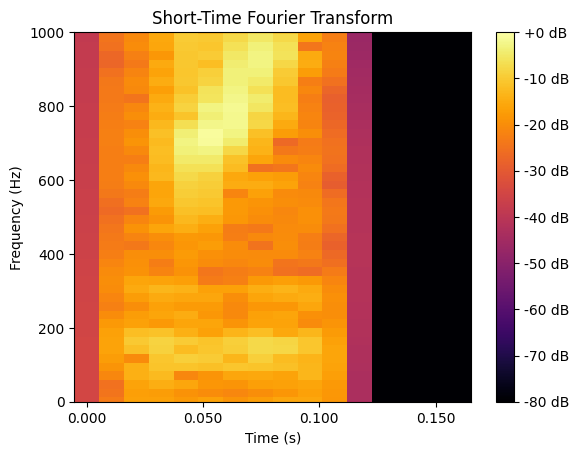 Short-Time Fourier Transform
1000
800
600
400
200
0
Frequency (Hz)
0.000
0.050
0.100
0.150
Time (s)
+0 dB
-10 dB
-20 dB
-30 dB
-40 dB
-50 dB
-60 dB
-70 dB
-80 dB